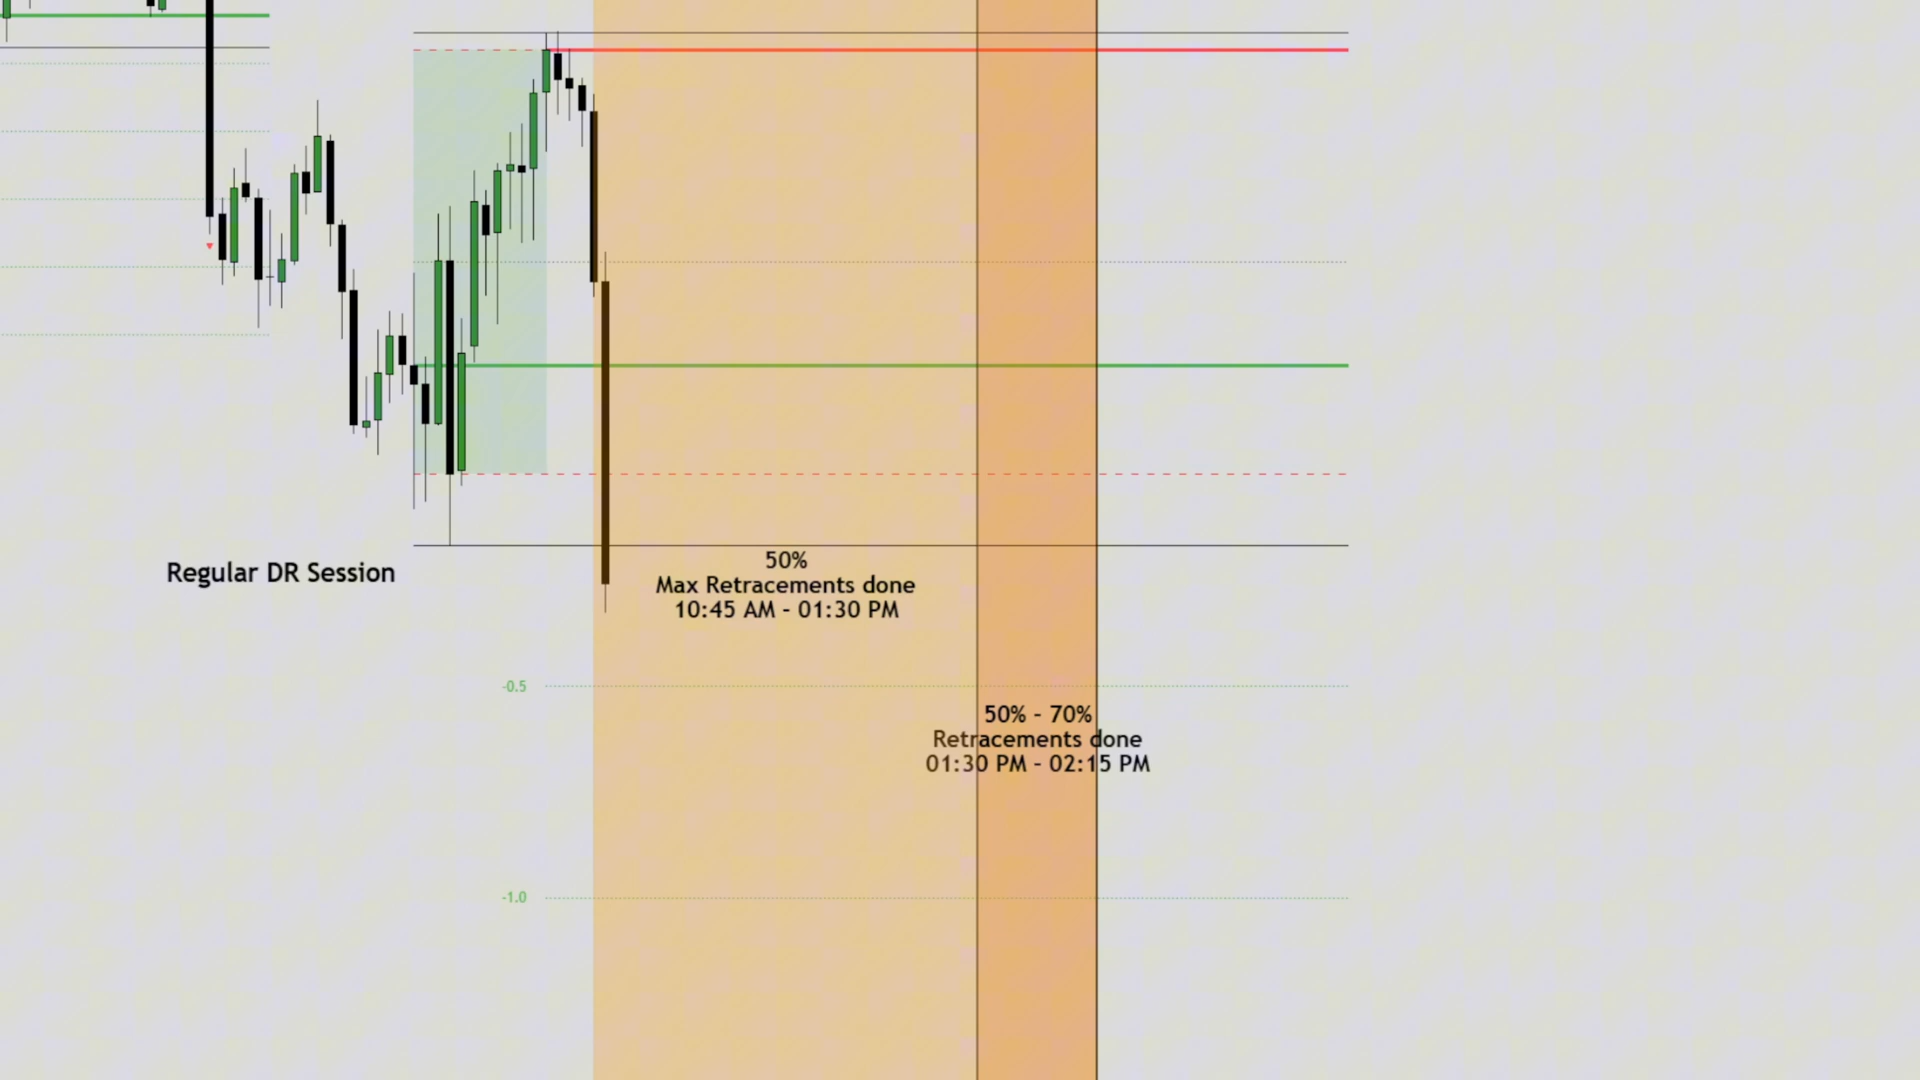 Regular DR Session
50%
Max Retracements done
10:45 AM - 01:30 PM
-0.5
50% - 70%
Retracements done
01:30 PM - 02:15 PM
-1.0